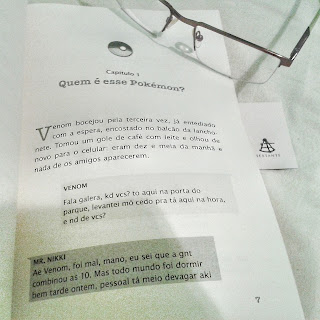 Capítulo 1
Quem é esse Pokémon?
Venom bocejou pela terceira vez, já entediado
com a espera, encostado no balcão da lancho-
nete. Tomou um gole de café com leite e olhou de
novo para o celular: eram dez e meia da manhã e
nada de os amigos aparecerem.
VENOM
Fala galera, kd vcs? to aqui na porta do
parque, levantei mó cedo pra tá aqui na hora,
e nd de vcs?
MR. NIKKI
Ae Venom, foi mal, mano, eu sei que a gnt
combinou as 10. Mas todo mundo foi dormir
bem tarde ontem, pessoal tá meio devagar aki
7
SEXTANTE